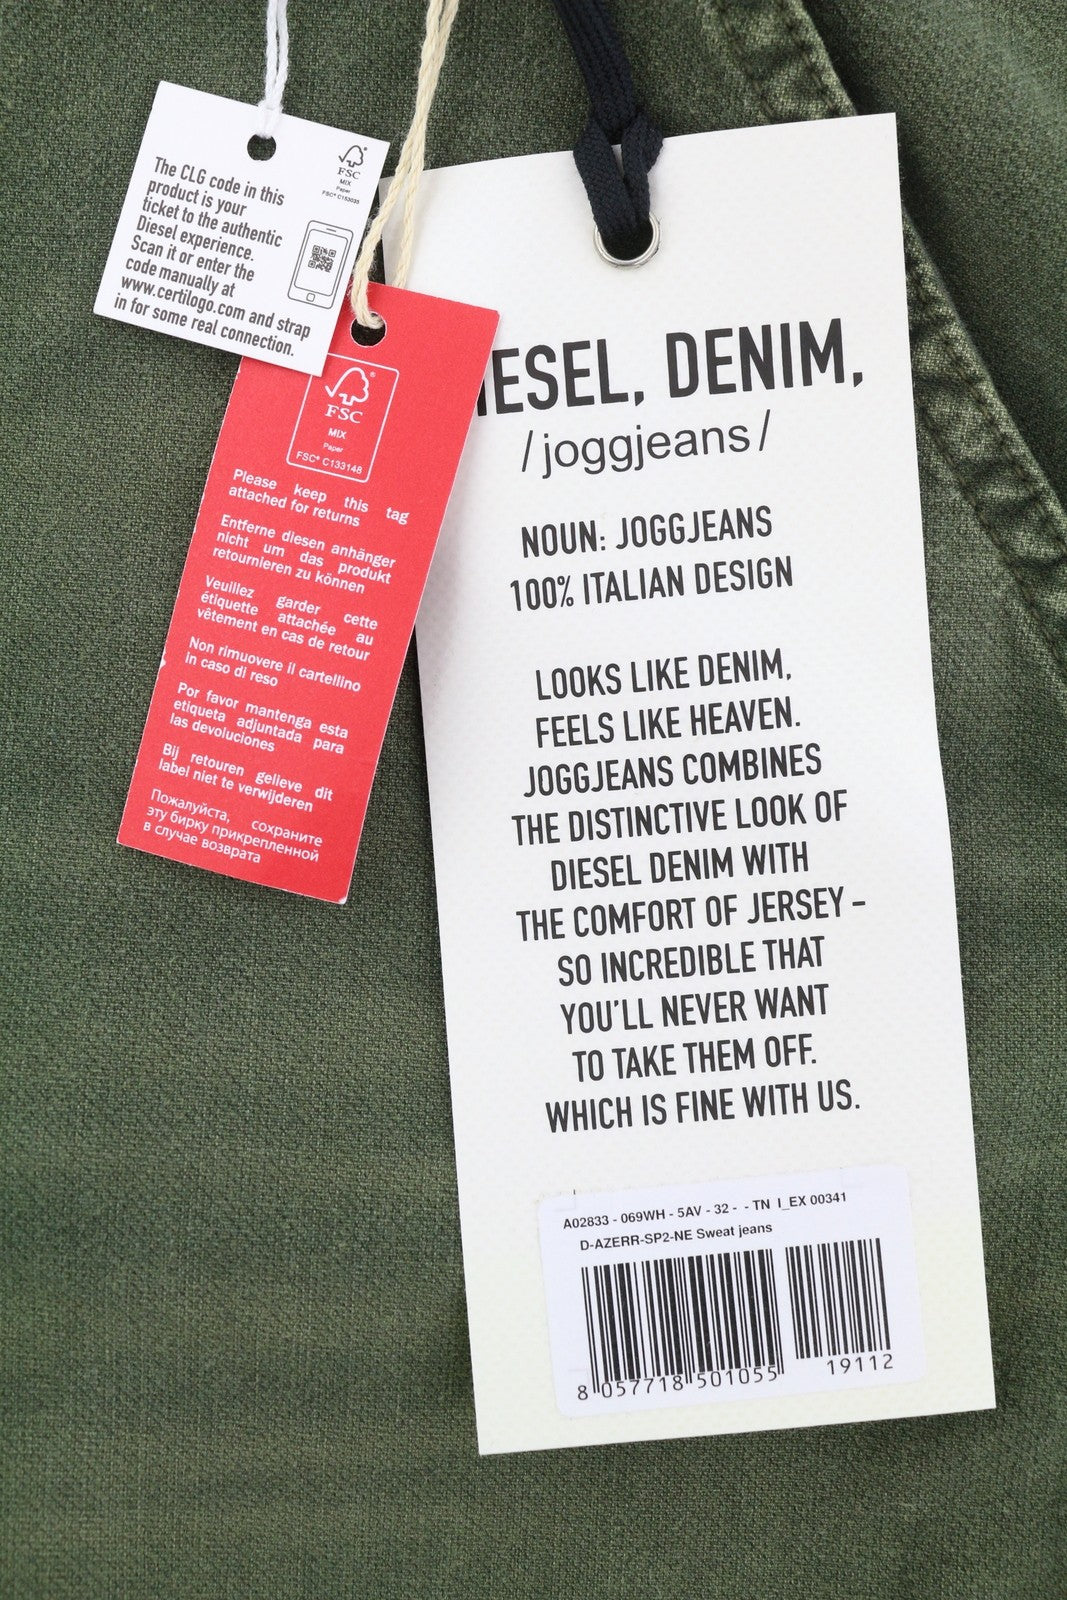 The CLG code in this
product is your
ticket to the authentic
Diesel experience.
Scan it or enter the
code manually at
www.certilogo.com and strap
in for some real connection.
FSC
MIX
Paper
FSC® C153035
FSC
®
MIX
Paper
FSC® C133148
Please keep this tag
attached for returns
Entferne diesen anhänger
nicht um das produkt
retournieren zu können
Veuillez garder cette
étiquette attachée au
vêtement en cas de retour
Non rimuovere il cartellino
in caso di reso
Por favor mantenga esta
etiqueta adjuntada para
las devoluciones
Bij retouren gelieve dit
label niet te verwijderen
Пожалуйста, сохраните
эту бирку прикрепленной
в случае возврата
IESEL, DENIM,
/joggjeans/
NOUN: JOGGJEANS
100% ITALIAN DESIGN
LOOKS LIKE DENIM,
FEELS LIKE HEAVEN.
JOGGJEANS COMBINES
THE DISTINCTIVE LOOK OF
DIESEL DENIM WITH
THE COMFORT OF JERSEY –
SO INCREDIBLE THAT
YOU'LL NEVER WANT
TO TAKE THEM OFF.
WHICH IS FINE WITH US.
A02833 - 069WH - 5AV - 32 - - TN I_EX 00341
D-AZERR-SP2-NE Sweat jeans
8 057718 501055
19112